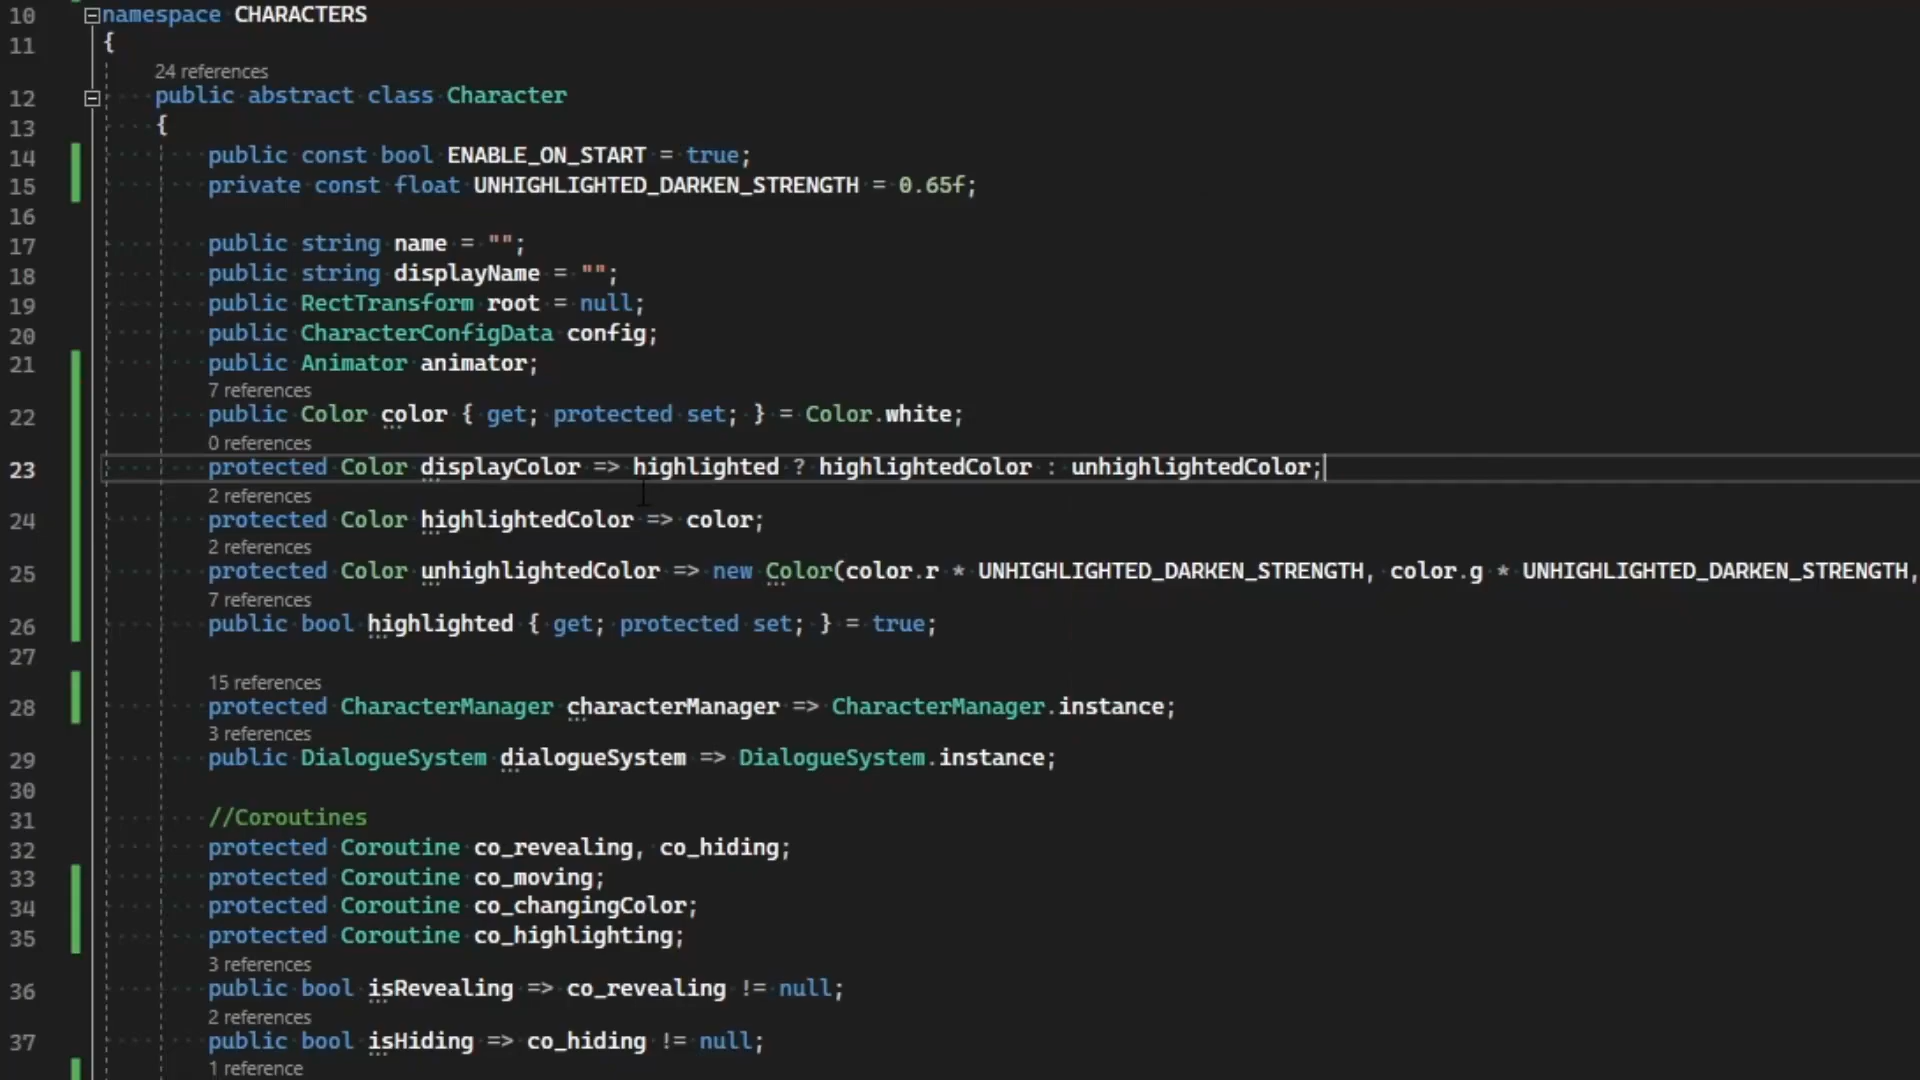 10 namespace CHARACTERS
11 {
24 references
12 public abstract class Character
13 {
14 public const bool ENABLE_ON_START = true;
15 private const float UNHIGHLIGHTED_DARKEN_STRENGTH = 0.65f;
16
17 public string name = "";
18 public string displayName = "";
19 public RectTransform root = null;
20 public CharacterConfigData config;
21 public Animator animator;
7 references
22 public Color color { get; protected set; } = Color.white;
0 references
23 protected Color displayColor => highlighted ? highlightedColor : unhighlightedColor;
2 references
24 protected Color highlightedColor => color;
2 references
25 protected Color unhighlightedColor => new Color(color.r * UNHIGHLIGHTED_DARKEN_STRENGTH, color.g * UNHIGHLIGHTED_DARKEN_STRENGTH,
7 references
26 public bool highlighted { get; protected set; } = true;
27
15 references
28 protected CharacterManager characterManager => CharacterManager.instance;
3 references
29 public DialogueSystem dialogueSystem => DialogueSystem.instance;
30
31 //Coroutines
32 protected Coroutine co_revealing, co_hiding;
33 protected Coroutine co_moving;
34 protected Coroutine co_changingColor;
35 protected Coroutine co_highlighting;
3 references
36 public bool isRevealing => co_revealing != null;
2 references
37 public bool isHiding => co_hiding != null;
1 reference